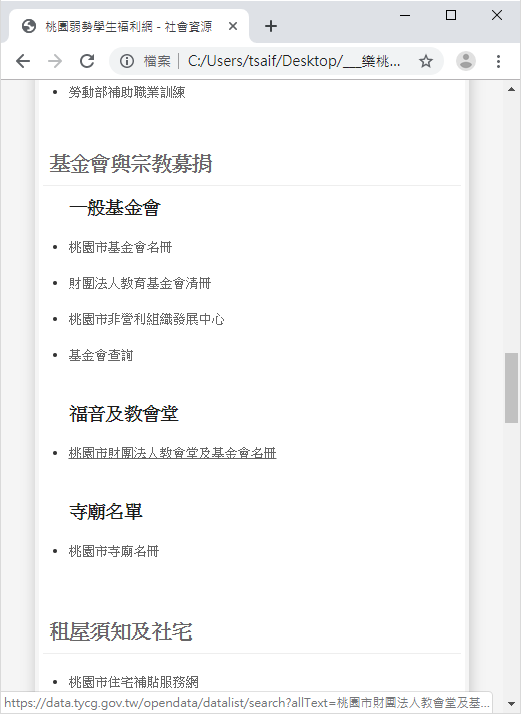 桃園弱勢學生福利網 - 社會資源
檔案 | C:/Users/tsaif/Desktop/___樂桃...
勞動部補助職業訓練
基金會與宗教募捐
一般基金會
桃園市基金會名冊
財團法人教育基金會清冊
桃園市非營利組織發展中心
基金會查詢
福音及教會堂
桃園市財團法人教會堂及基金會名冊
寺廟名單
桃園市寺廟名冊
租屋須知及社宅
桃園市住宅補貼服務網
https://data.tycg.gov.tw/opendata/datalist/search?allText=桃園市財團法人教會堂及基...